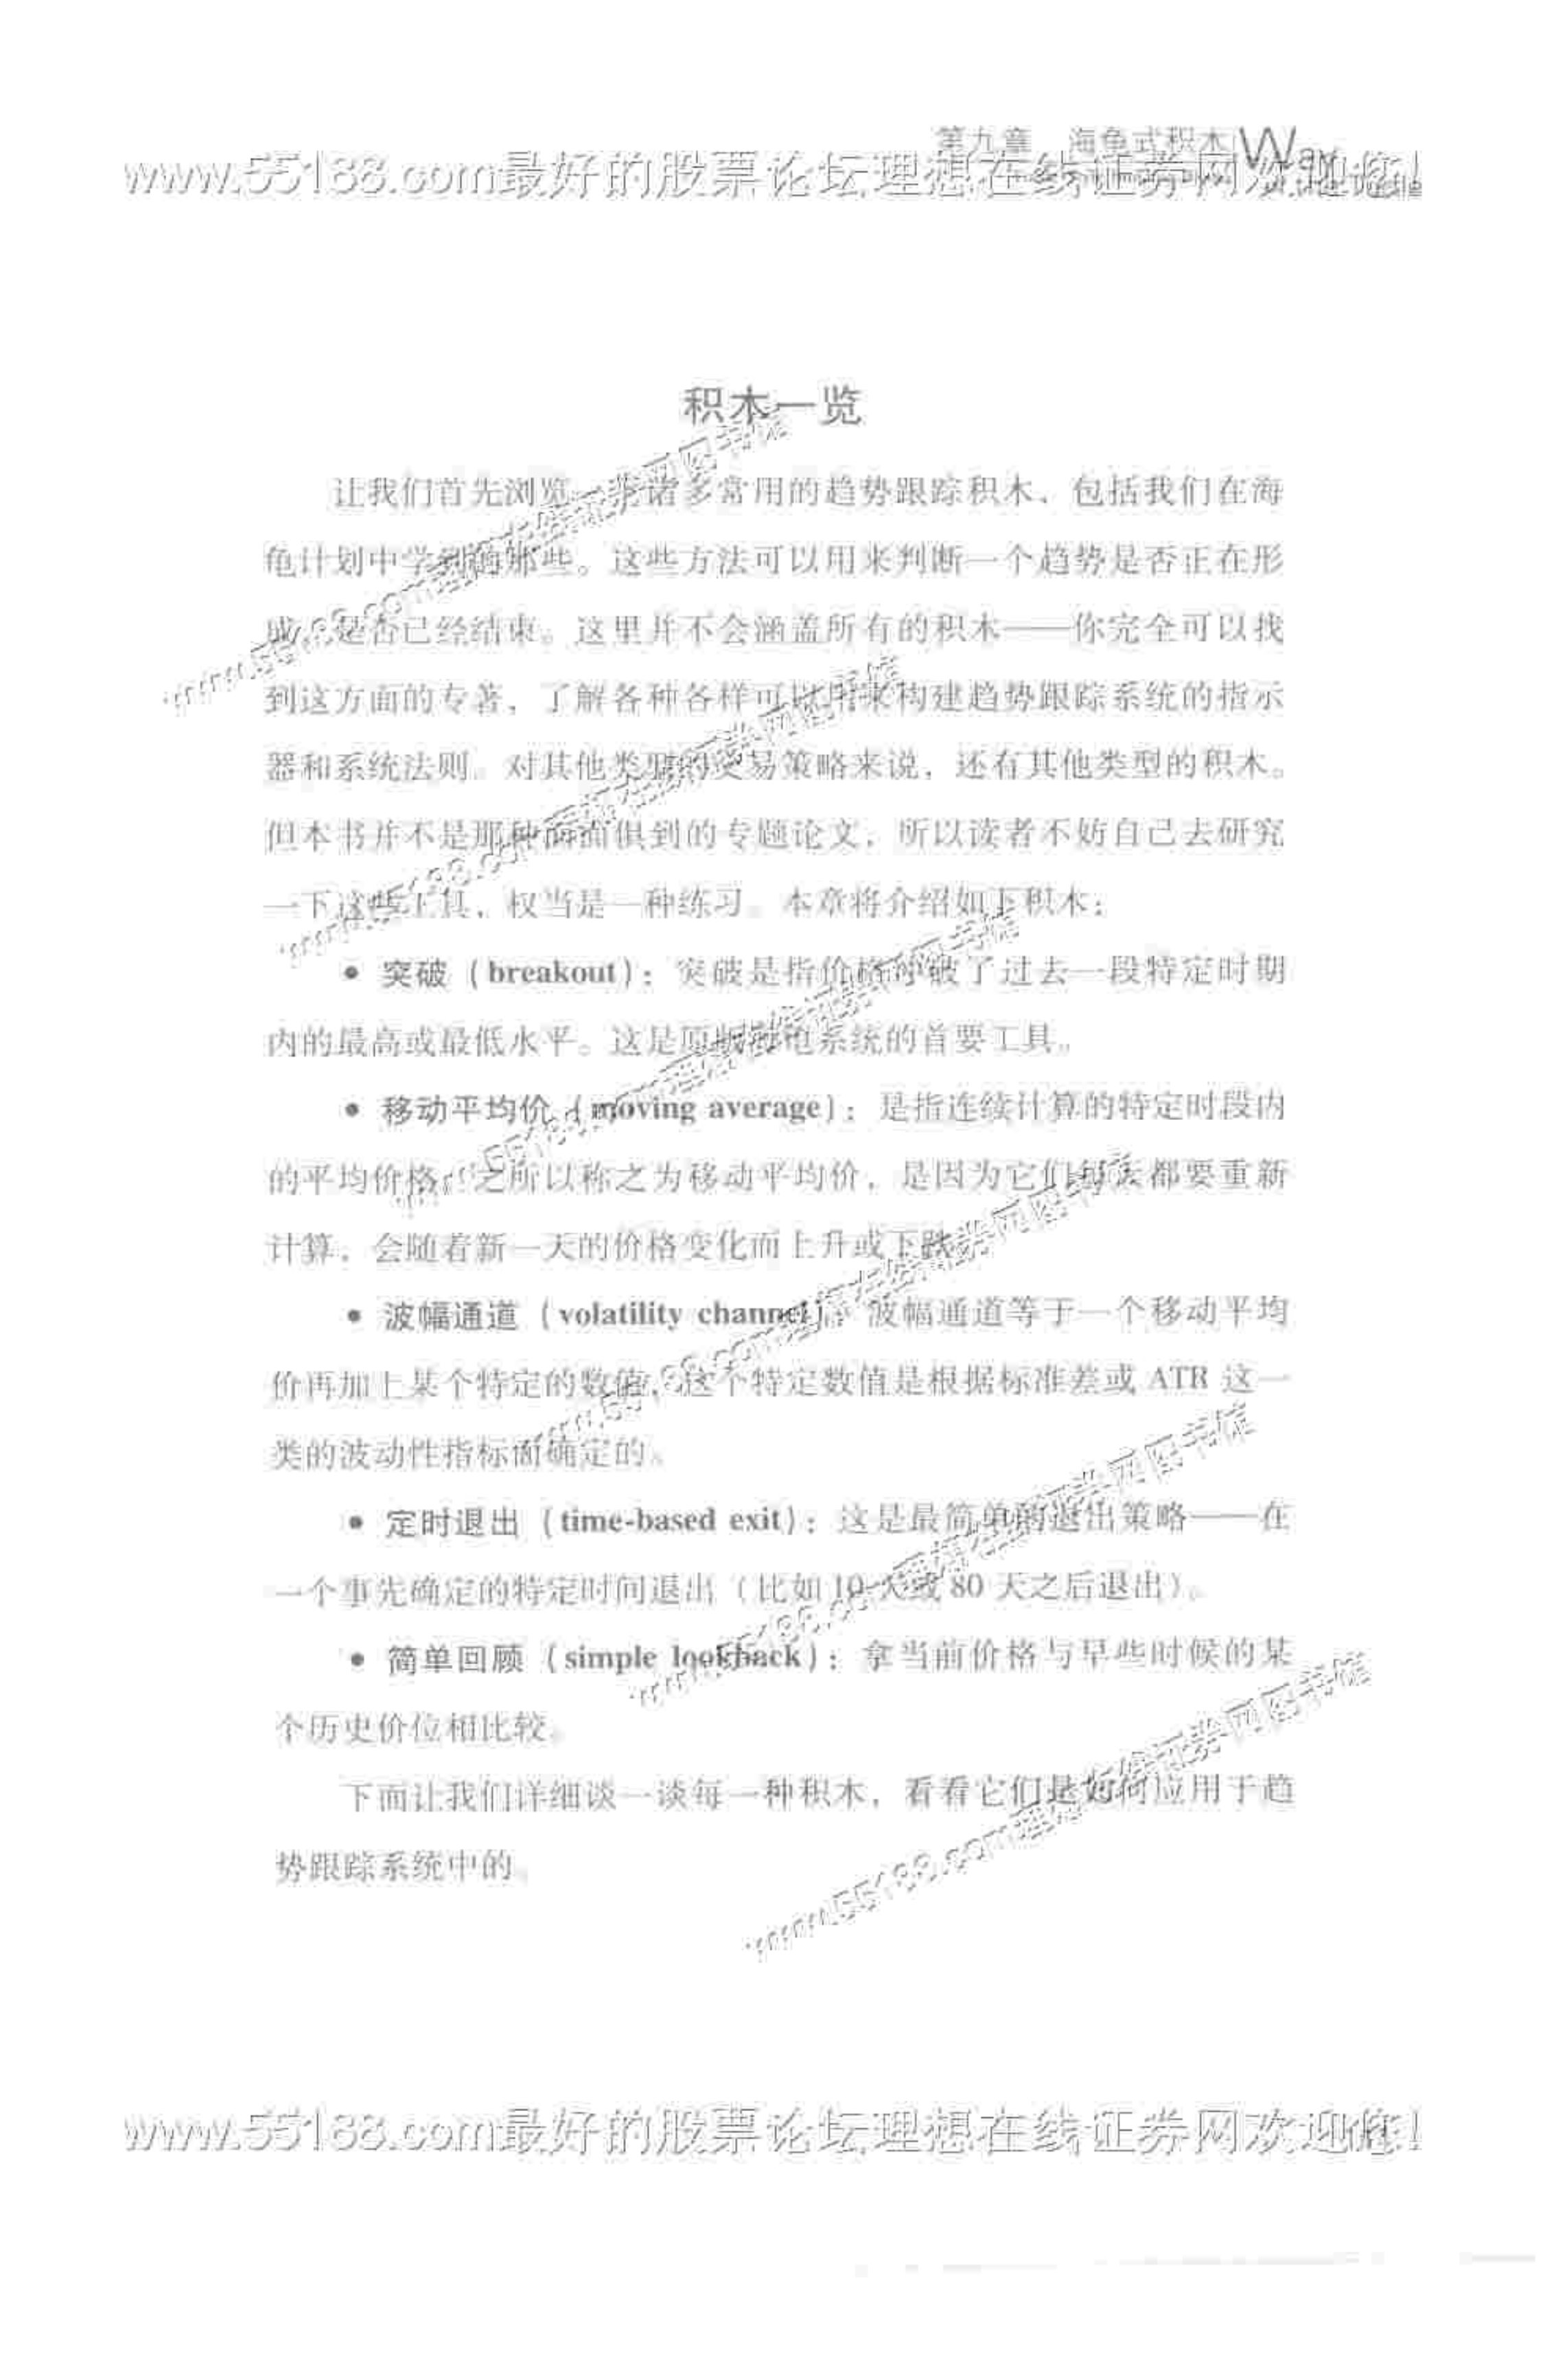 第九章 海龟式积木 Way
www.55188.com最好的股票论坛理想在线证券网欢迎您!
积木一览
让我们首先浏览一下诸多常用的趋势跟踪积木,包括我们在海
龟计划中学到的那些。这些方法可以用来判断一个趋势是否正在形
成,是否已经结束。这里并不会涵盖所有的积木——你完全可以找
到这方面的专著,了解各种各样可以用来构建趋势跟踪系统的指示
器和系统法则。对其他类型的交易策略来说,还有其他类型的积木。
但本书并不是那种面面俱到的专题论文,所以读者不妨自己去研究
一下这些工具,权当是一种练习。本章将介绍如下积木:
• 突破(breakout):突破是指价格冲破了过去一段特定时期
内的最高或最低水平。这是原版海龟系统的首要工具。
• 移动平均价(moving average):是指连续计算的特定时段内
的平均价格。之所以称之为移动平均价,是因为它们每天都要重新
计算,会随着新一天的价格变化而上升或下跌。
• 波幅通道(volatility channel):波幅通道等于一个移动平均
价再加上某个特定的数值,这个特定数值是根据标准差或 ATR 这一
类的波动性指标而确定的。
• 定时退出(time-based exit):这是最简单的退出策略——在
一个事先确定的特定时间退出(比如 10 天或 80 天之后退出)。
• 简单回顾(simple lookback):拿当前价格与早些时候的某
个历史价位相比较。
下面让我们详细谈一谈每一种积木,看看它们是如何应用于趋
势跟踪系统中的。
www.55188.com最好的股票论坛理想在线证券网欢迎您!